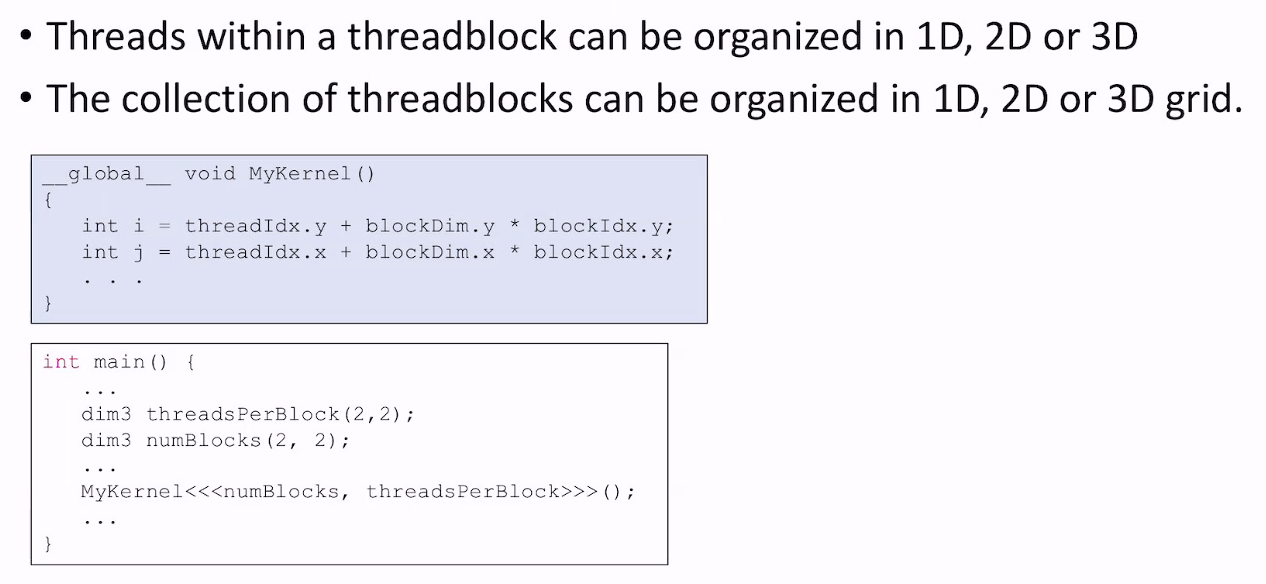 • Threads within a threadblock can be organized in 1D, 2D or 3D
• The collection of threadblocks can be organized in 1D, 2D or 3D grid.
__global__ void MyKernel()
{
   int i = threadIdx.y + blockDim.y * blockIdx.y;
   int j = threadIdx.x + blockDim.x * blockIdx.x;
   . . .
}
int main() {
   ...
   dim3 threadsPerBlock(2,2);
   dim3 numBlocks(2, 2);
   ...
   MyKernel<<<numBlocks, threadsPerBlock>>>();
   ...
}